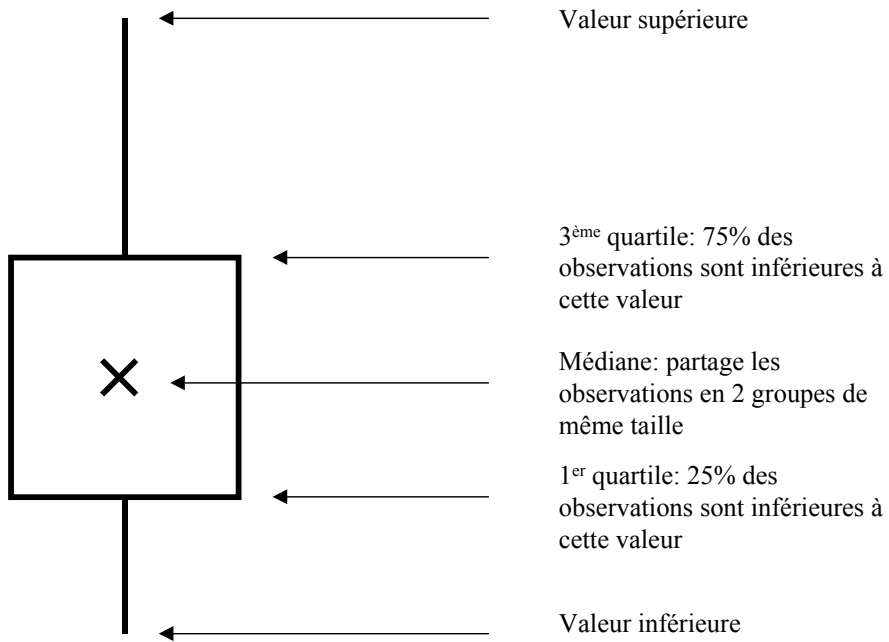 Valeur supérieure
3ème quartile: 75% des
observations sont inférieures à
cette valeur
Médiane: partage les
observations en 2 groupes de
même taille
1er quartile: 25% des
observations sont inférieures à
cette valeur
Valeur inférieure